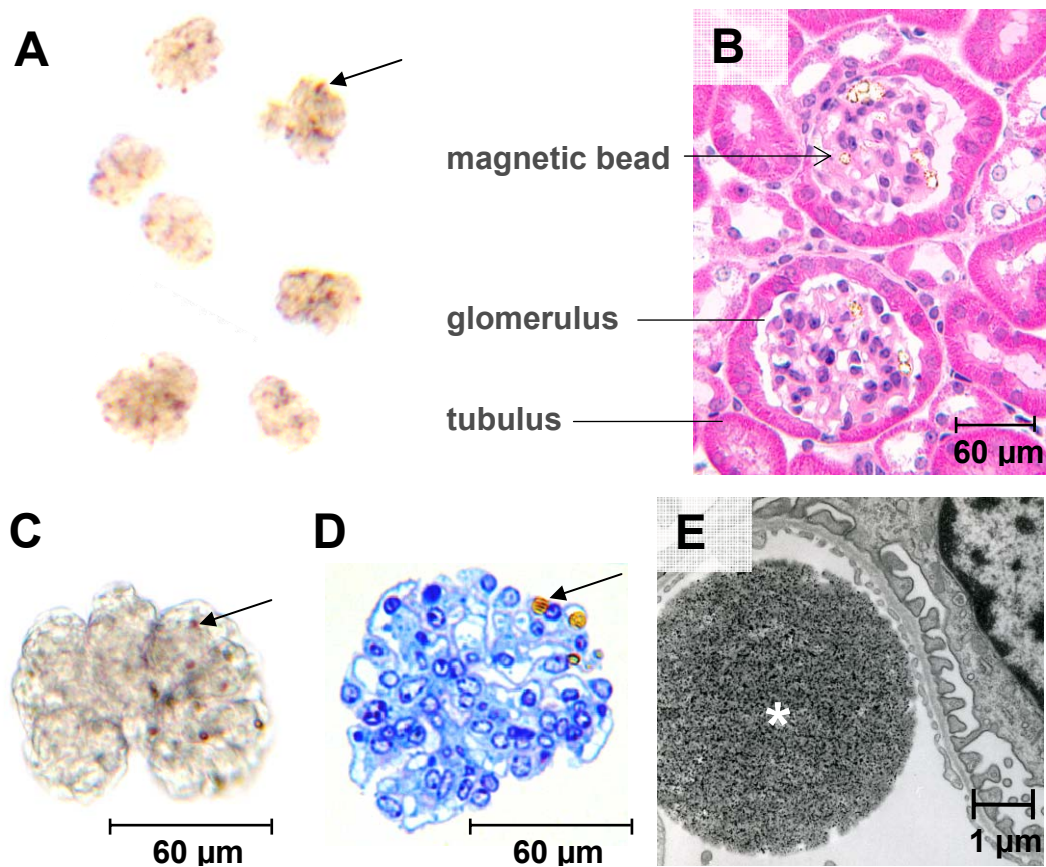 A
B
magnetic bead
glomerulus
tubulus
60 µm
C
D
E
60 µm
60 µm
*
1 µm